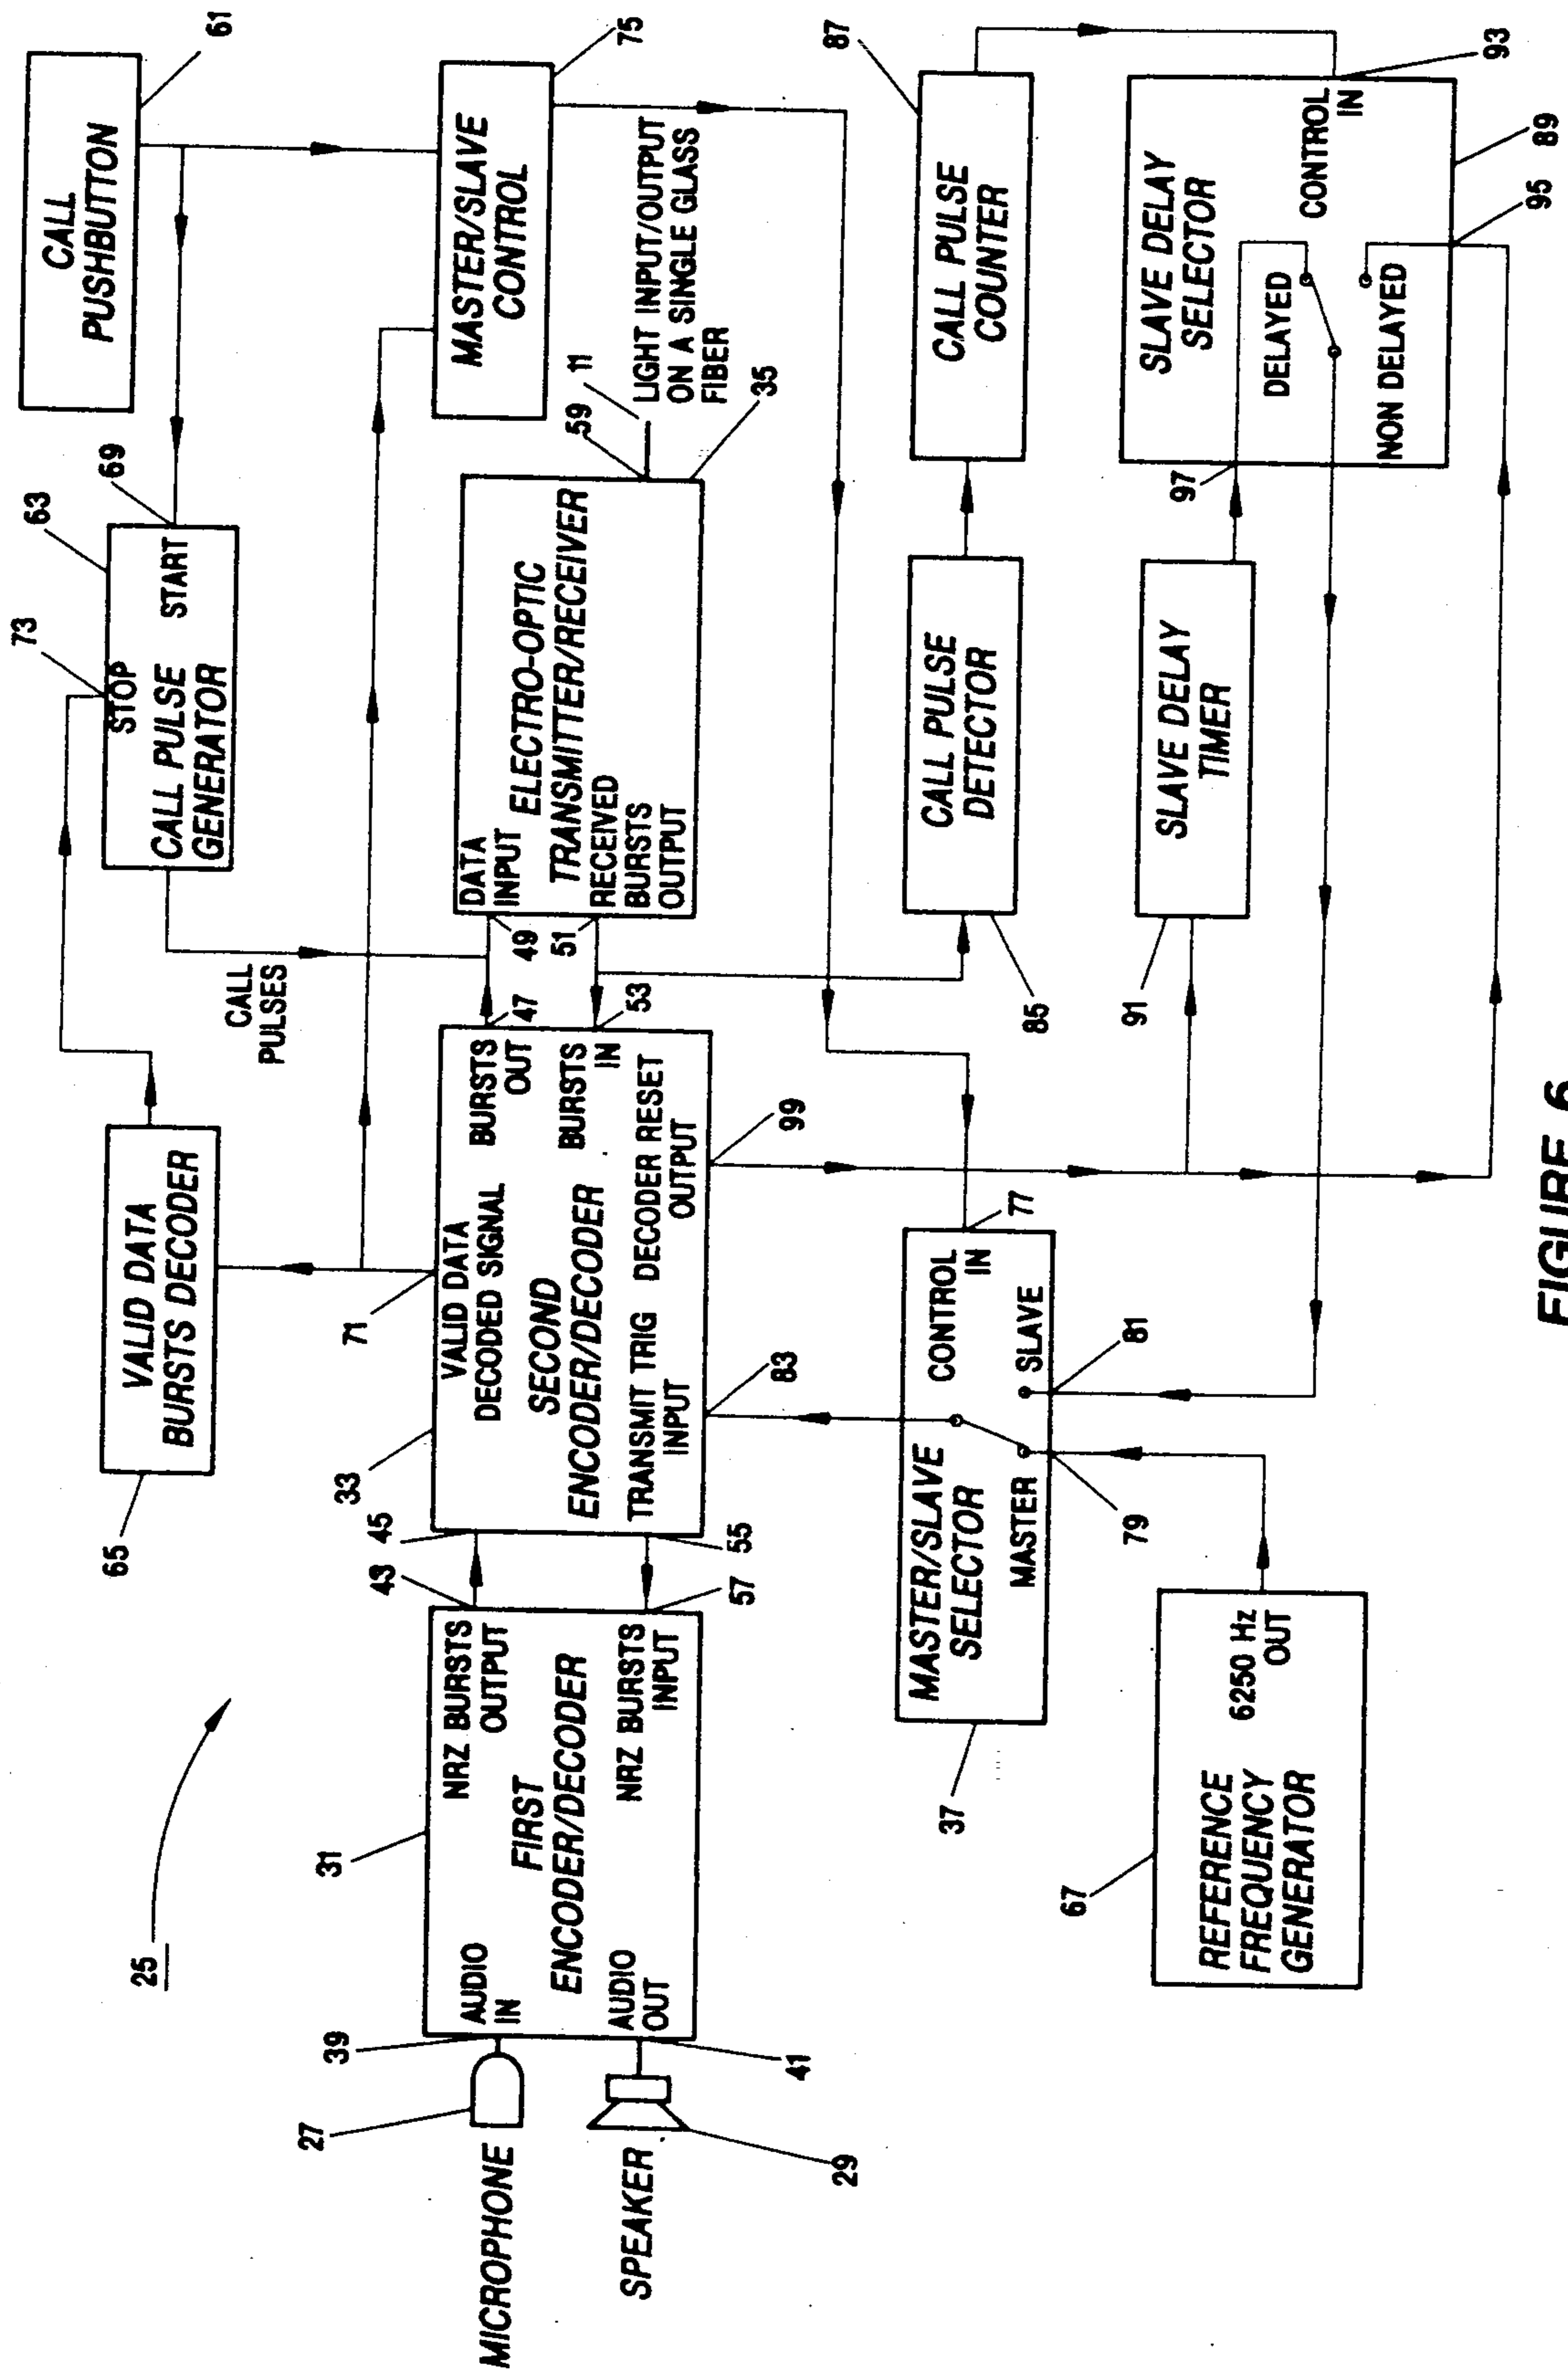 25
61
CALL
PUSHBUTTON
63
73
69
STOP
START
CALL PULSE
GENERATOR
65
VALID DATA
BURSTS DECODER
CALL
PULSES
71
75
MASTER/SLAVE
CONTROL
27
MICROPHONE
39
31
AUDIO
IN
NRZ BURSTS
OUTPUT
FIRST
ENCODER/DECODER
AUDIO
OUT
NRZ BURSTS
INPUT
SPEAKER
29
41
43
45
57
55
33
VALID DATA
DECODED SIGNAL
BURSTS
OUT
SECOND
ENCODER/DECODER
BURSTS
IN
TRANSMIT TRIG
INPUT
DECODER RESET
OUTPUT
47
49
51
53
DATA
INPUT
ELECTRO-OPTIC
TRANSMITTER/RECEIVER
RECEIVED
BURSTS
OUTPUT
59
11
LIGHT INPUT/OUTPUT
ON A SINGLE GLASS
FIBER
35
83
99
37
MASTER/SLAVE
SELECTOR
CONTROL
IN
77
MASTER
SLAVE
79
81
85
CALL PULSE
DETECTOR
87
CALL PULSE
COUNTER
67
REFERENCE
FREQUENCY
GENERATOR
6250 Hz
OUT
91
SLAVE DELAY
TIMER
97
SLAVE DELAY
SELECTOR
DELAYED
CONTROL
IN
NON DELAYED
93
89
95
FIGURE 6